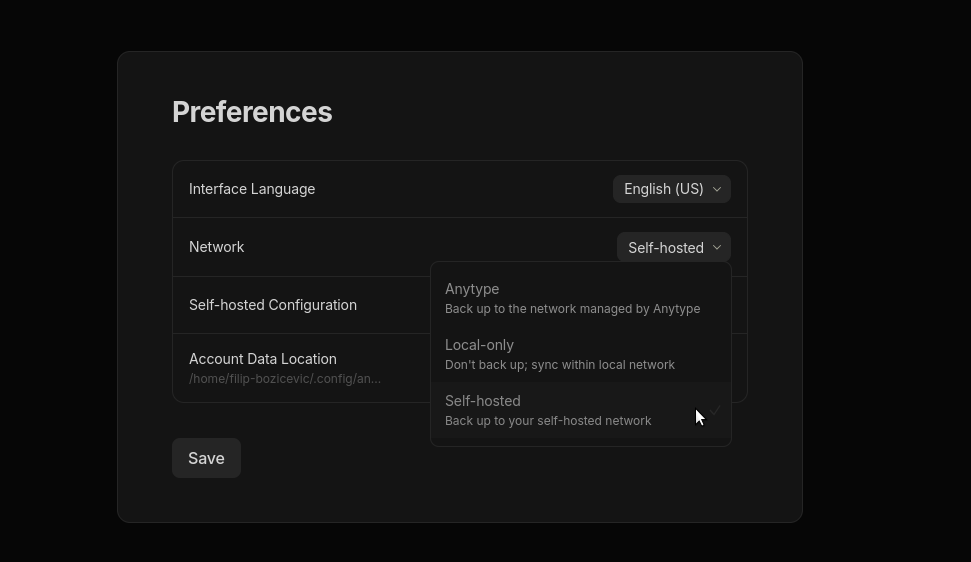 Preferences
Interface Language
English (US)
Network
Self-hosted
Self-hosted Configuration
Account Data Location
/home/filip-bozicevic/.config/an...
Anytype
Back up to the network managed by Anytype
Local-only
Don't back up; sync within local network
Self-hosted
Back up to your self-hosted network
Save